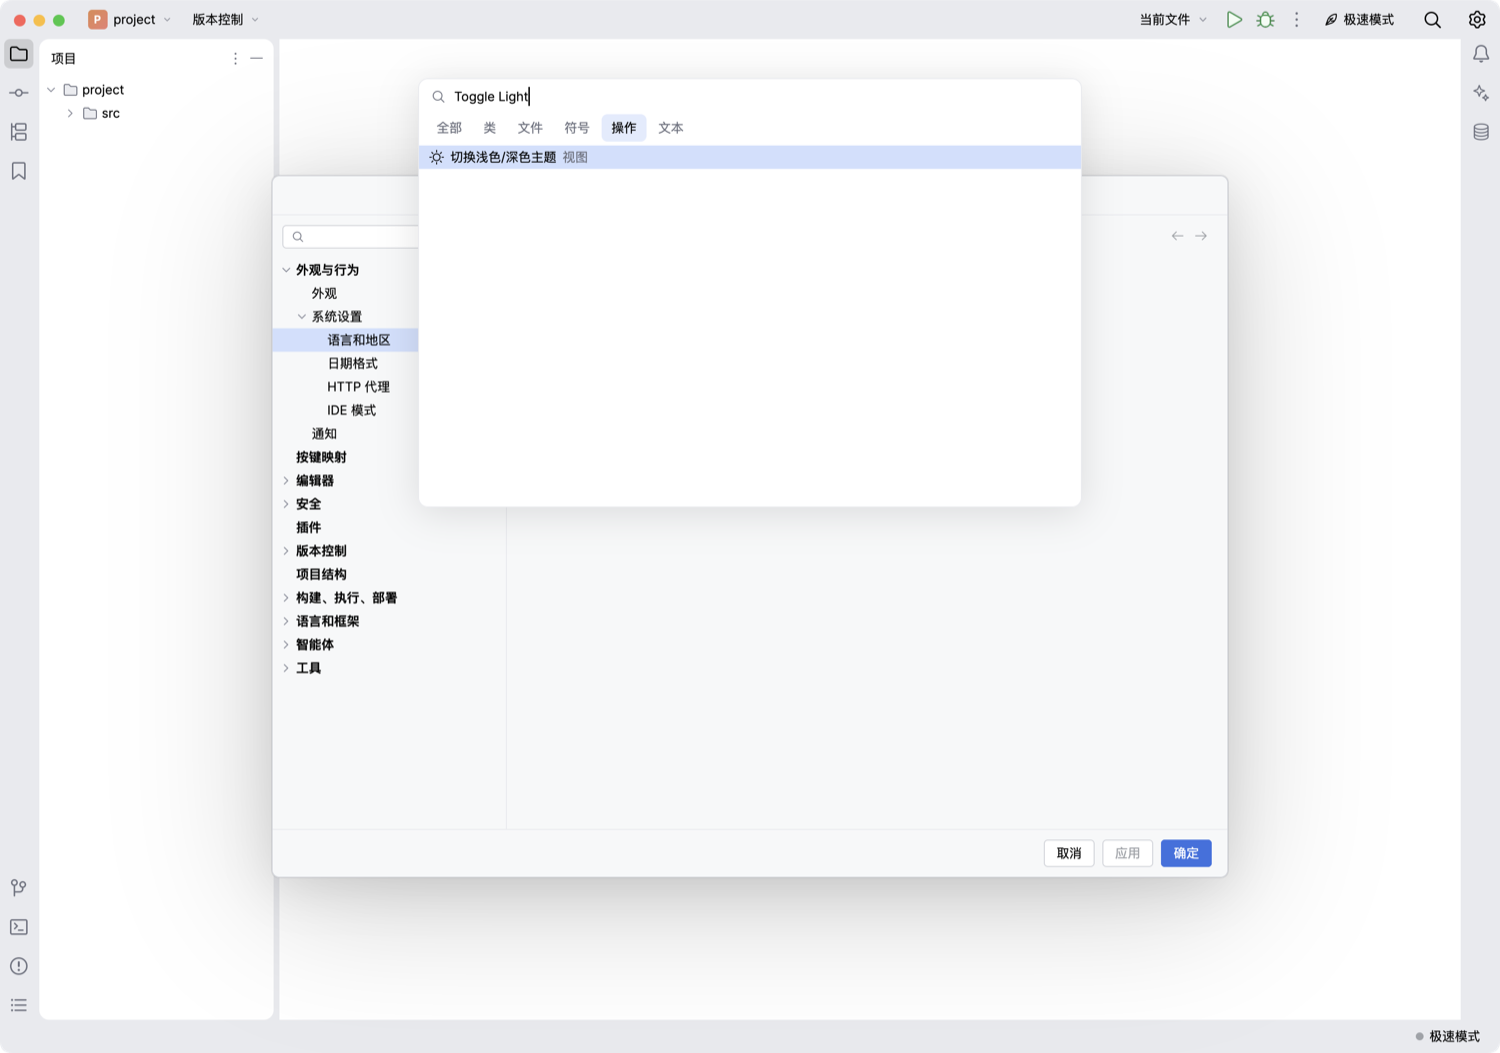 P project 版本控制 当前文件 极速模式
项目
project
src
Toggle Light
全部 类 文件 符号 操作 文本
切换浅色/深色主题 视图
外观与行为
外观
系统设置
语言和地区
日期格式
HTTP 代理
IDE 模式
通知
按键映射
编辑器
安全
插件
版本控制
项目结构
构建、执行、部署
语言和框架
智能体
工具
取消 应用 确定
极速模式